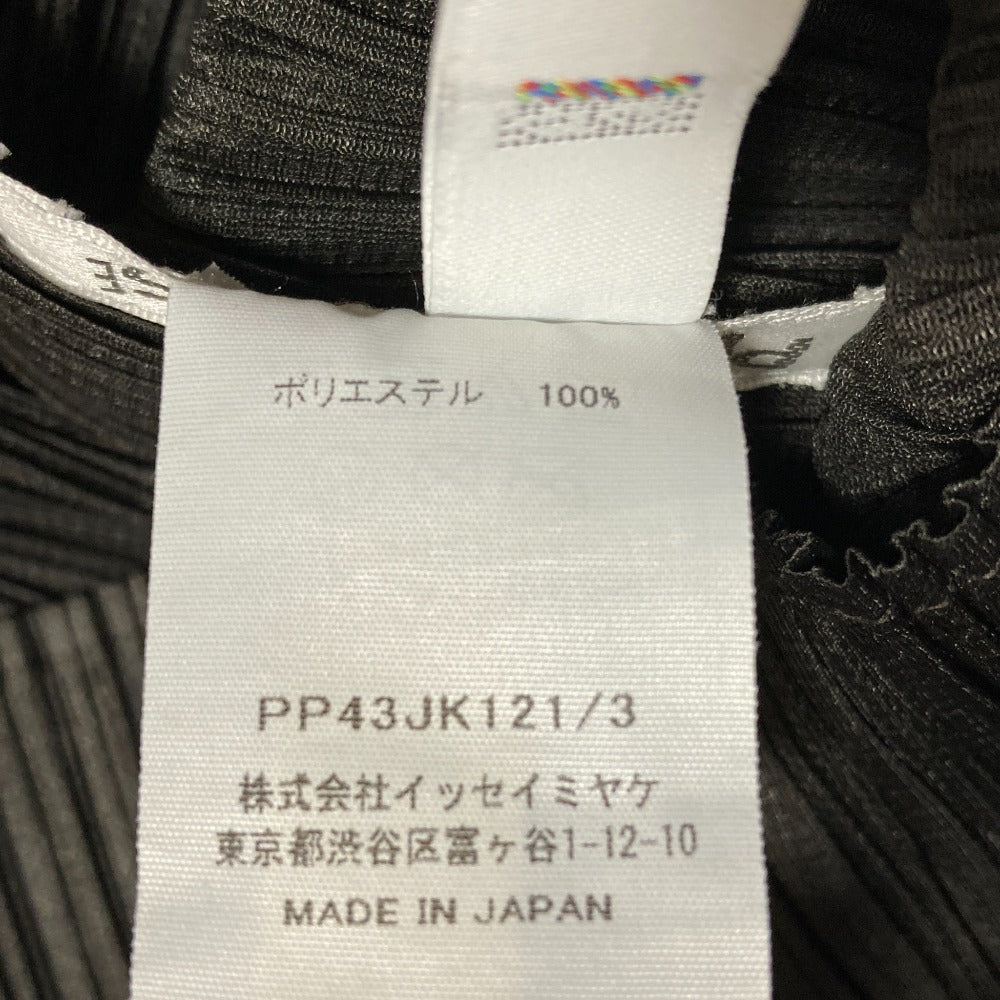 ポリエステル 100%
PP43JK121/3
株式会社イッセイミヤケ
東京都渋谷区富ヶ谷1-12-10
MADE IN JAPAN